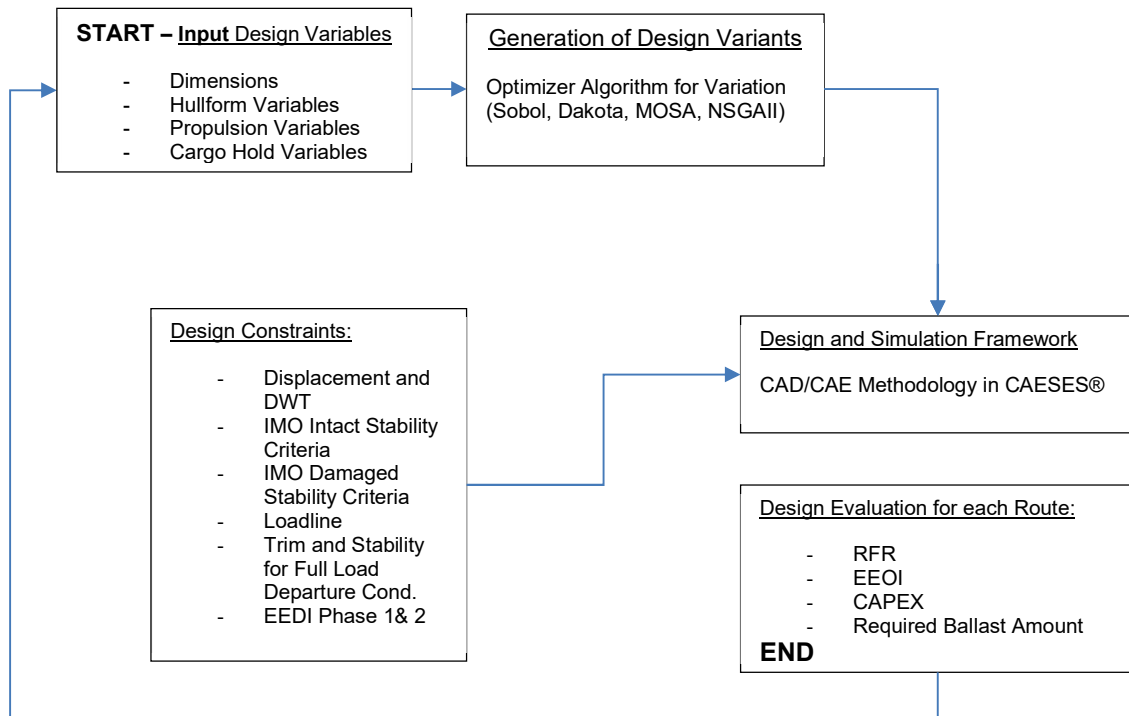 START – Input Design Variables
- Dimensions
- Hullform Variables
- Propulsion Variables
- Cargo Hold Variables
Generation of Design Variants
Optimizer Algorithm for Variation
(Sobol, Dakota, MOSA, NSGAII)
Design Constraints:
- Displacement and
DWT
- IMO Intact Stability
Criteria
- IMO Damaged
Stability Criteria
- Loadline
- Trim and Stability
for Full Load
Departure Cond.
- EEDI Phase 1& 2
Design and Simulation Framework
CAD/CAE Methodology in CAESES®
Design Evaluation for each Route:
- RFR
- EEOI
- CAPEX
- Required Ballast Amount
END